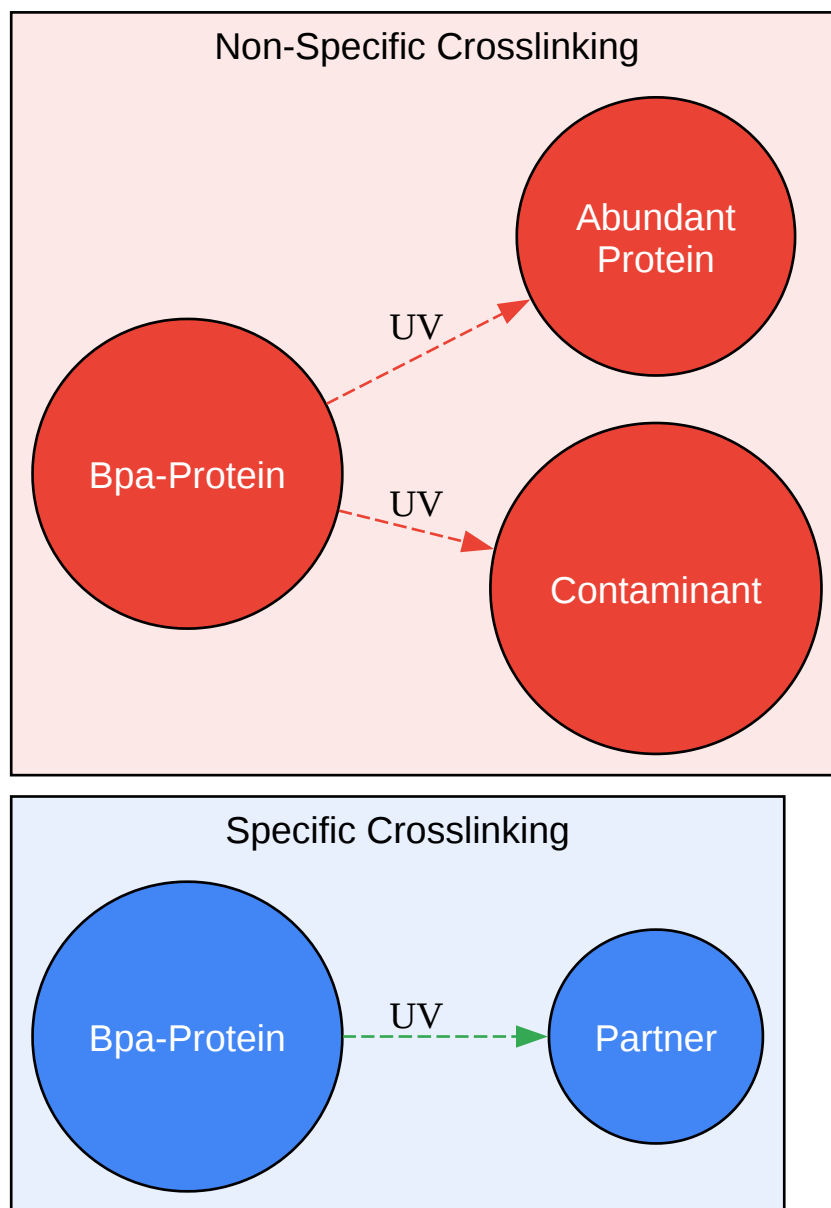 Non-Specific Crosslinking
Abundant
Protein
UV
Bpa-Protein
UV
Contaminant
Specific Crosslinking
UV
Bpa-Protein
Partner